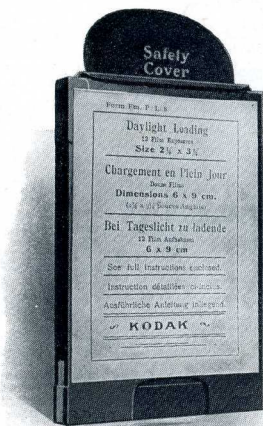 Safety
Cover
Daylight Loading
12 Film Exposures
Size 2¼ x 3¼
Chargement en Plein Jour
Douze Films
Dimensions 6 x 9 cm.
Bei Tageslicht zu ladende
12 Film Aufnahmen
6 x 9 cm
See full instructions enclosed.
Instruction détaillées
Ausführliche Anleitung inliegend.
KODAK